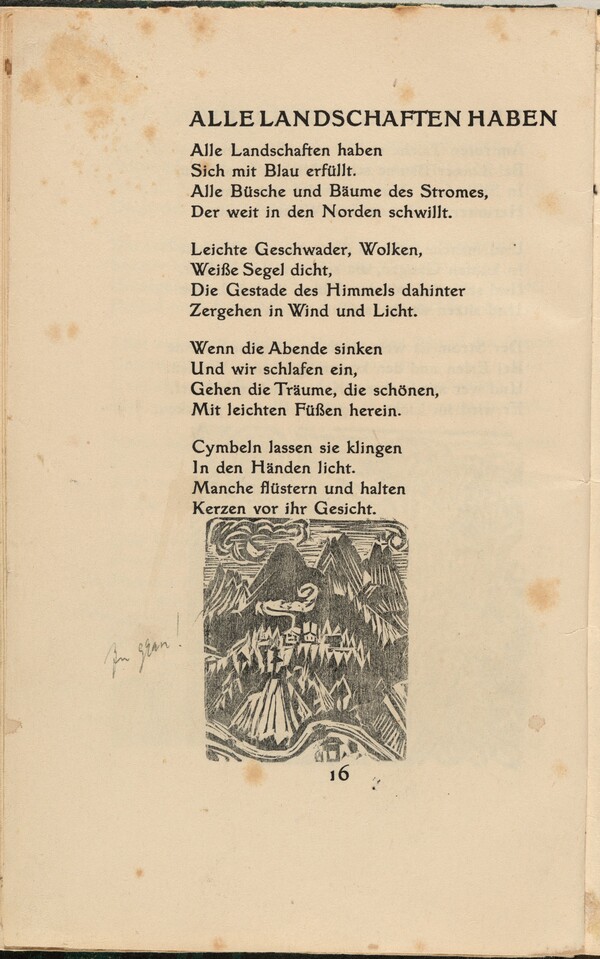 ALLE LANDSCHAFTEN HABEN
Alle Landschaften haben
Sich mit Blau erfüllt.
Alle Büsche und Bäume des Stromes,
Der weit in den Norden schwillt.
Leichte Geschwader, Wolken,
Weiße Segel dicht,
Die Gestade des Himmels dahinter
Zergehen in Wind und Licht.
Wenn die Abende sinken
Und wir schlafen ein,
Gehen die Träume, die schönen,
Mit leichten Füßen herein.
Cymbeln lassen sie klingen
In den Händen licht.
Manche flüstern und halten
Kerzen vor ihr Gesicht.
zu grau!
16